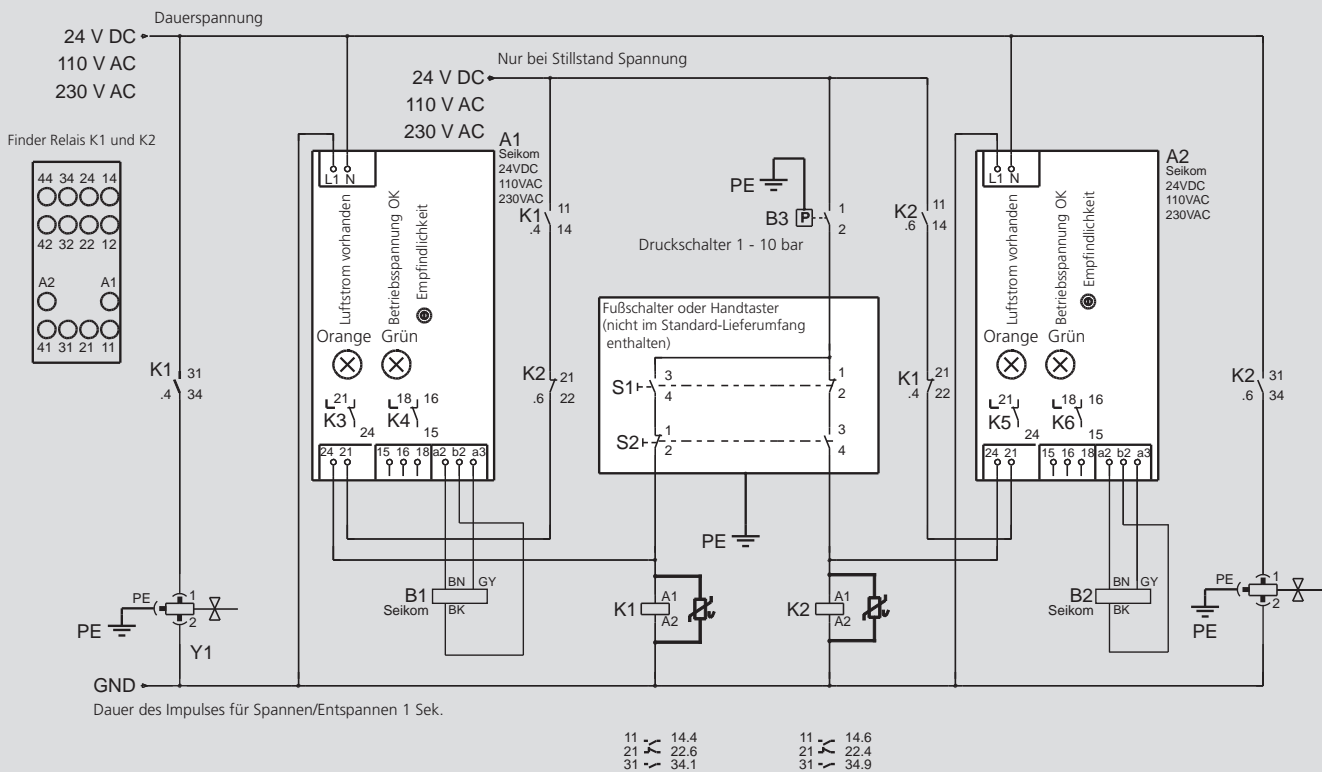 Dauerspannung
24 V DC
110 V AC
230 V AC
Nur bei Stillstand Spannung
24 V DC
110 V AC
230 V AC
Finder Relais K1 und K2
44 34 24 14
42 32 22 12
A2 A1
41 31 21 11
K1 31
.4 34
PE
1
2
PE
Y1
GND
Dauer des Impulses für Spannen/Entspannen 1 Sek.
A1
Seikom
24VDC
110VAC
230VAC
L1 N
Luftstrom vorhanden
Betriebsspannung OK
Empfindlichkeit
Orange Grün
21 18 16
K3 K4
24 15
24 21 15 16 18 a2 b2 a3
BN GY
B1
Seikom
BK
K1 11
.4 14
K2 21
.6 22
PE
B3 P 1
2
Druckschalter 1 - 10 bar
Fußschalter oder Handtaster
(nicht im Standard-Lieferumfang
enthalten)
S1 3 1
4 2
S2 1 3
2 4
PE
K1 A1
A2
U
K2 A1
A2
U
K2 11
.6 14
K1 21
.4 22
A2
Seikom
24VDC
110VAC
230VAC
L1 N
Luftstrom vorhanden
Betriebsspannung OK
Empfindlichkeit
Orange Grün
21 18 16
K5 K6
24 15
24 21 15 16 18 a2 b2 a3
BN GY
B2
Seikom
BK
K2 31
.6 34
PE
1
2
PE
11 14.4
21 22.6
31 34.1
11 14.6
21 22.4
31 34.9